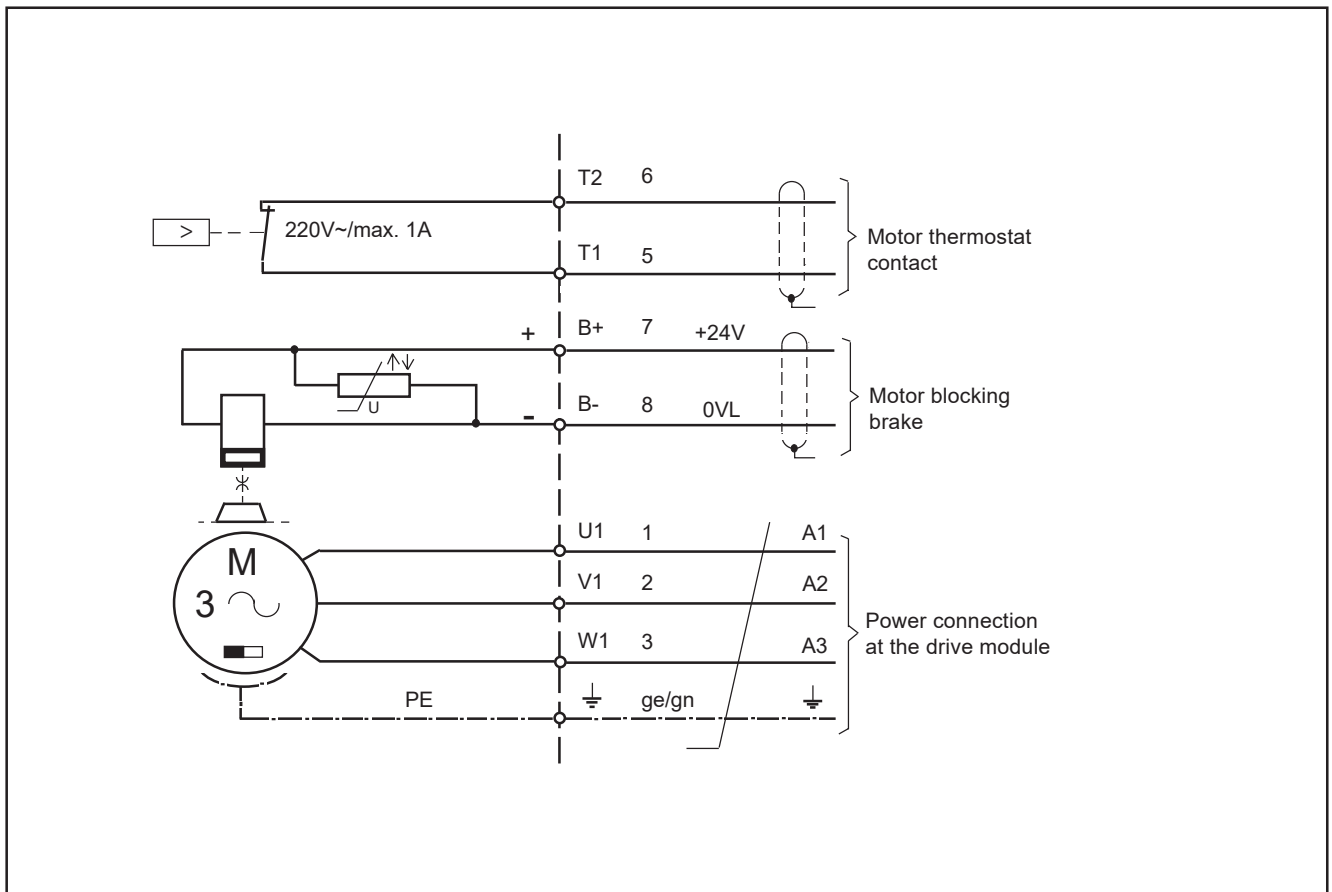 T2 6
> 220V~/max. 1A
T1 5
Motor thermostat
contact
+ B+ 7 +24V
U
- B- 8 0VL
Motor blocking
brake
M
3
U1 1 A1
V1 2 A2
W1 3 A3
PE ge/gn
Power connection
at the drive module